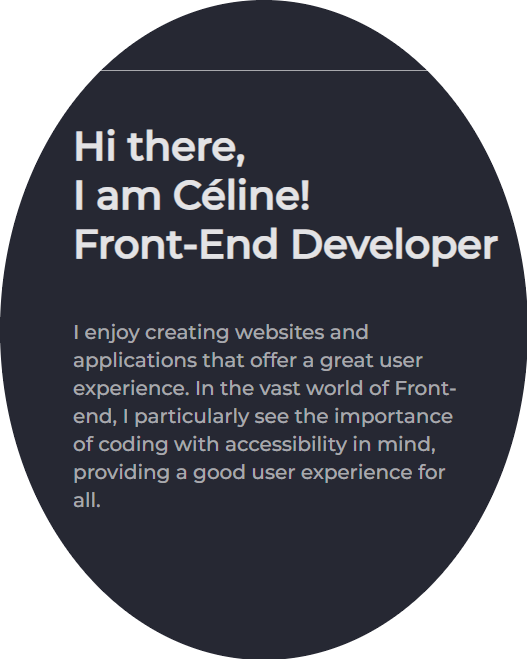 Hi there,
I am Céline!
Front-End Developer
I enjoy creating websites and
applications that offer a great user
experience. In the vast world of Front-
end, I particularly see the importance
of coding with accessibility in mind,
providing a good user experience for
all.